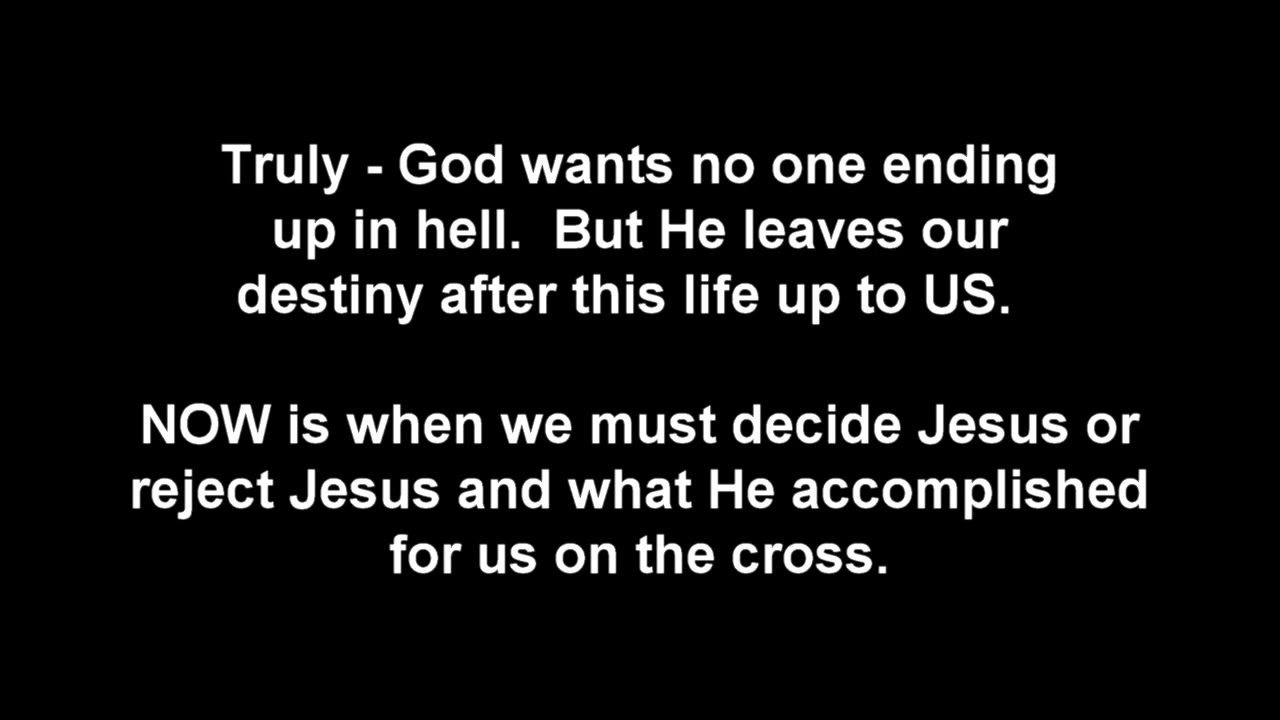 Truly - God wants no one ending
up in hell.  But He leaves our
destiny after this life up to US.
NOW is when we must decide Jesus or
reject Jesus and what He accomplished
for us on the cross.